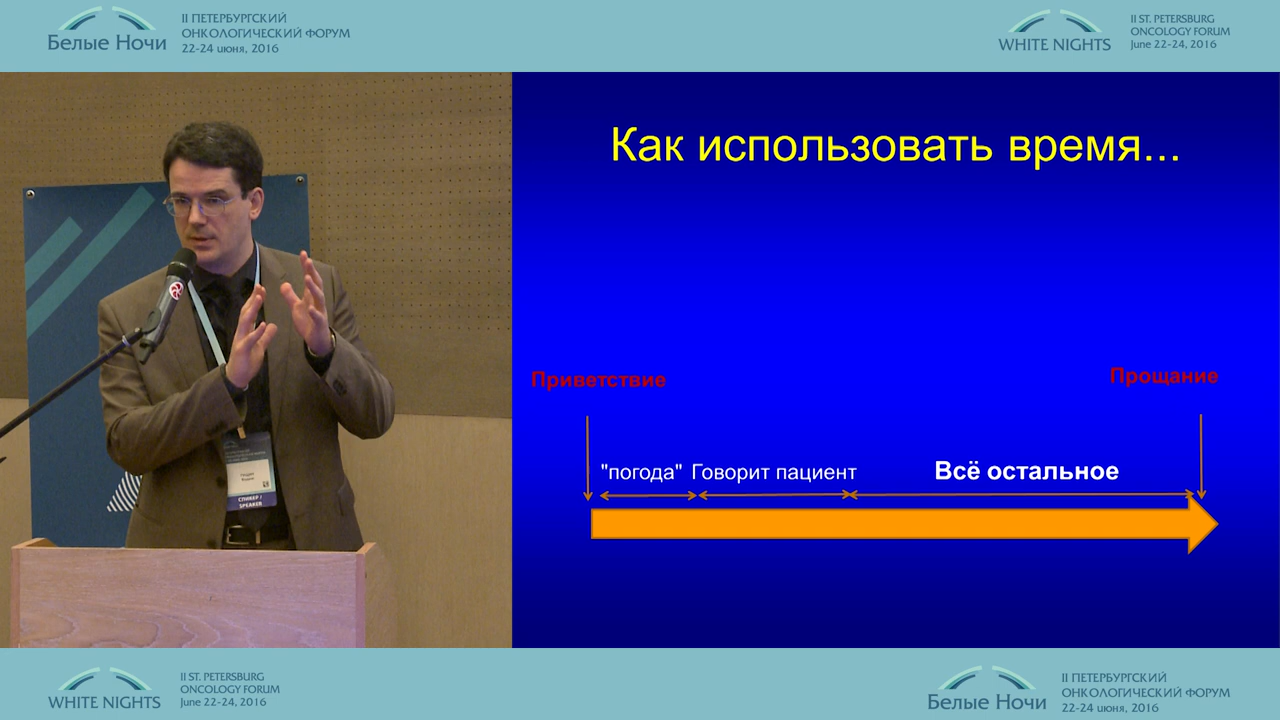 Белые Ночи
II ПЕТЕРБУРГСКИЙ
ОНКОЛОГИЧЕСКИЙ ФОРУМ
22-24 июня, 2016
WHITE NIGHTS
II ST. PETERSBURG
ONCOLOGY FORUM
June 22-24, 2016
Как использовать время...
Приветствие
Прощание
"погода" Говорит пациент
Всё остальное
СПИКЕР /
SPEAKER
WHITE NIGHTS
II ST. PETERSBURG
ONCOLOGY FORUM
June 22-24, 2016
Белые Ночи
II ПЕТЕРБУРГСКИЙ
ОНКОЛОГИЧЕСКИЙ ФОРУМ
22-24 июня, 2016